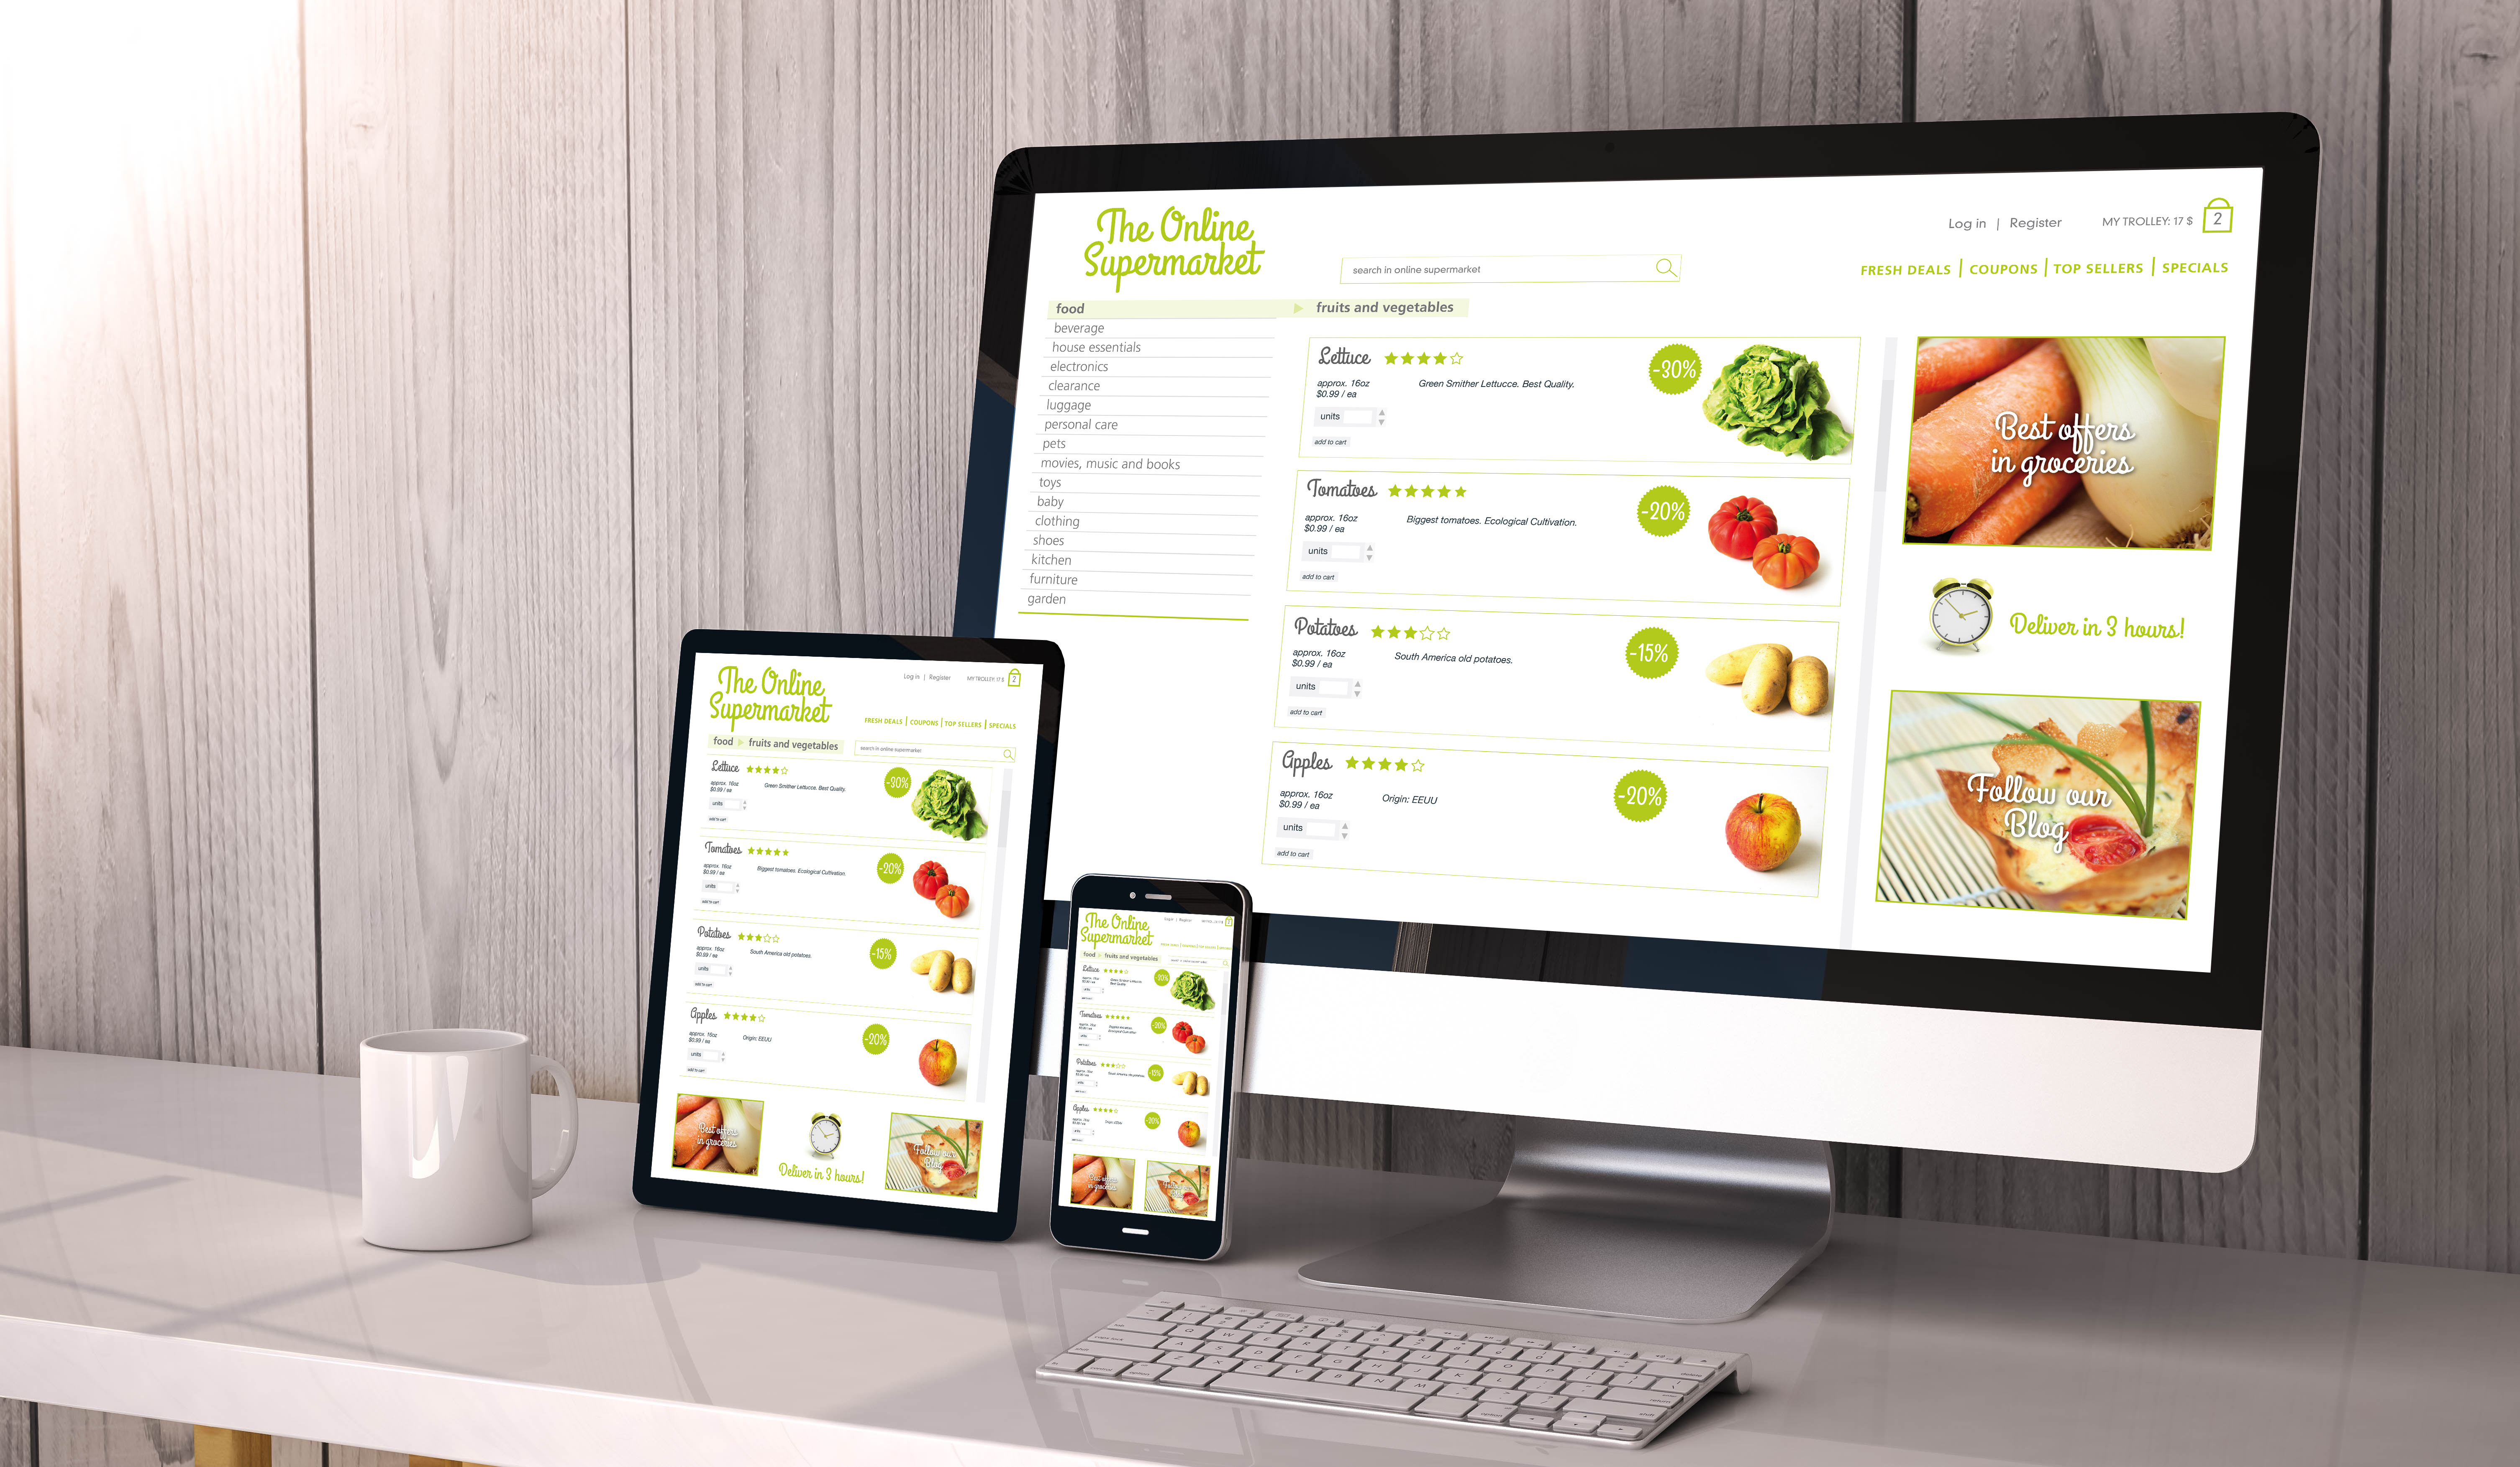 The Online
Supermarket
Log in | Register
MY TROLLEY: 17 $
2
search in online supermarket
FRESH DEALS | COUPONS | TOP SELLERS | SPECIALS
food
fruits and vegetables
beverage
house essentials
electronics
clearance
luggage
personal care
pets
movies, music and books
toys
baby
clothing
shoes
kitchen
furniture
garden
Lettuce
-30%
approx. 16oz
$0.99 / ea
Green Smither Lettucce. Best Quality.
units
add to cart
Tomatoes
-20%
approx. 16oz
$0.99 / ea
Biggest tomatoes. Ecological Cultivation.
units
add to cart
Potatoes
-15%
approx. 16oz
$0.99 / ea
South America old potatoes.
units
add to cart
Apples
-20%
approx. 16oz
$0.99 / ea
Origin: EEUU
units
add to cart
Best offers
in groceries
Deliver in 3 hours!
Follow our
Blog
The Online
Supermarket
Log in | Register
MY TROLLEY: 17 $
2
FRESH DEALS | COUPONS | TOP SELLERS | SPECIALS
food
fruits and vegetables
search in online supermarket
Lettuce
-30%
approx. 16oz
$0.99 / ea
Green Smither Lettucce. Best Quality.
units
add to cart
Tomatoes
-20%
approx. 16oz
$0.99 / ea
Biggest tomatoes. Ecological Cultivation.
units
add to cart
Potatoes
-15%
approx. 16oz
$0.99 / ea
South America old potatoes.
units
add to cart
Apples
-20%
approx. 16oz
$0.99 / ea
Origin: EEUU
units
add to cart
Best offers
in groceries
Deliver in 3 hours!
Follow our
Blog
The Online
Supermarket
food
fruits and vegetables
Lettuce
-30%
Tomatoes
-20%
Potatoes
-15%
Apples
-20%
Best offers
in groceries